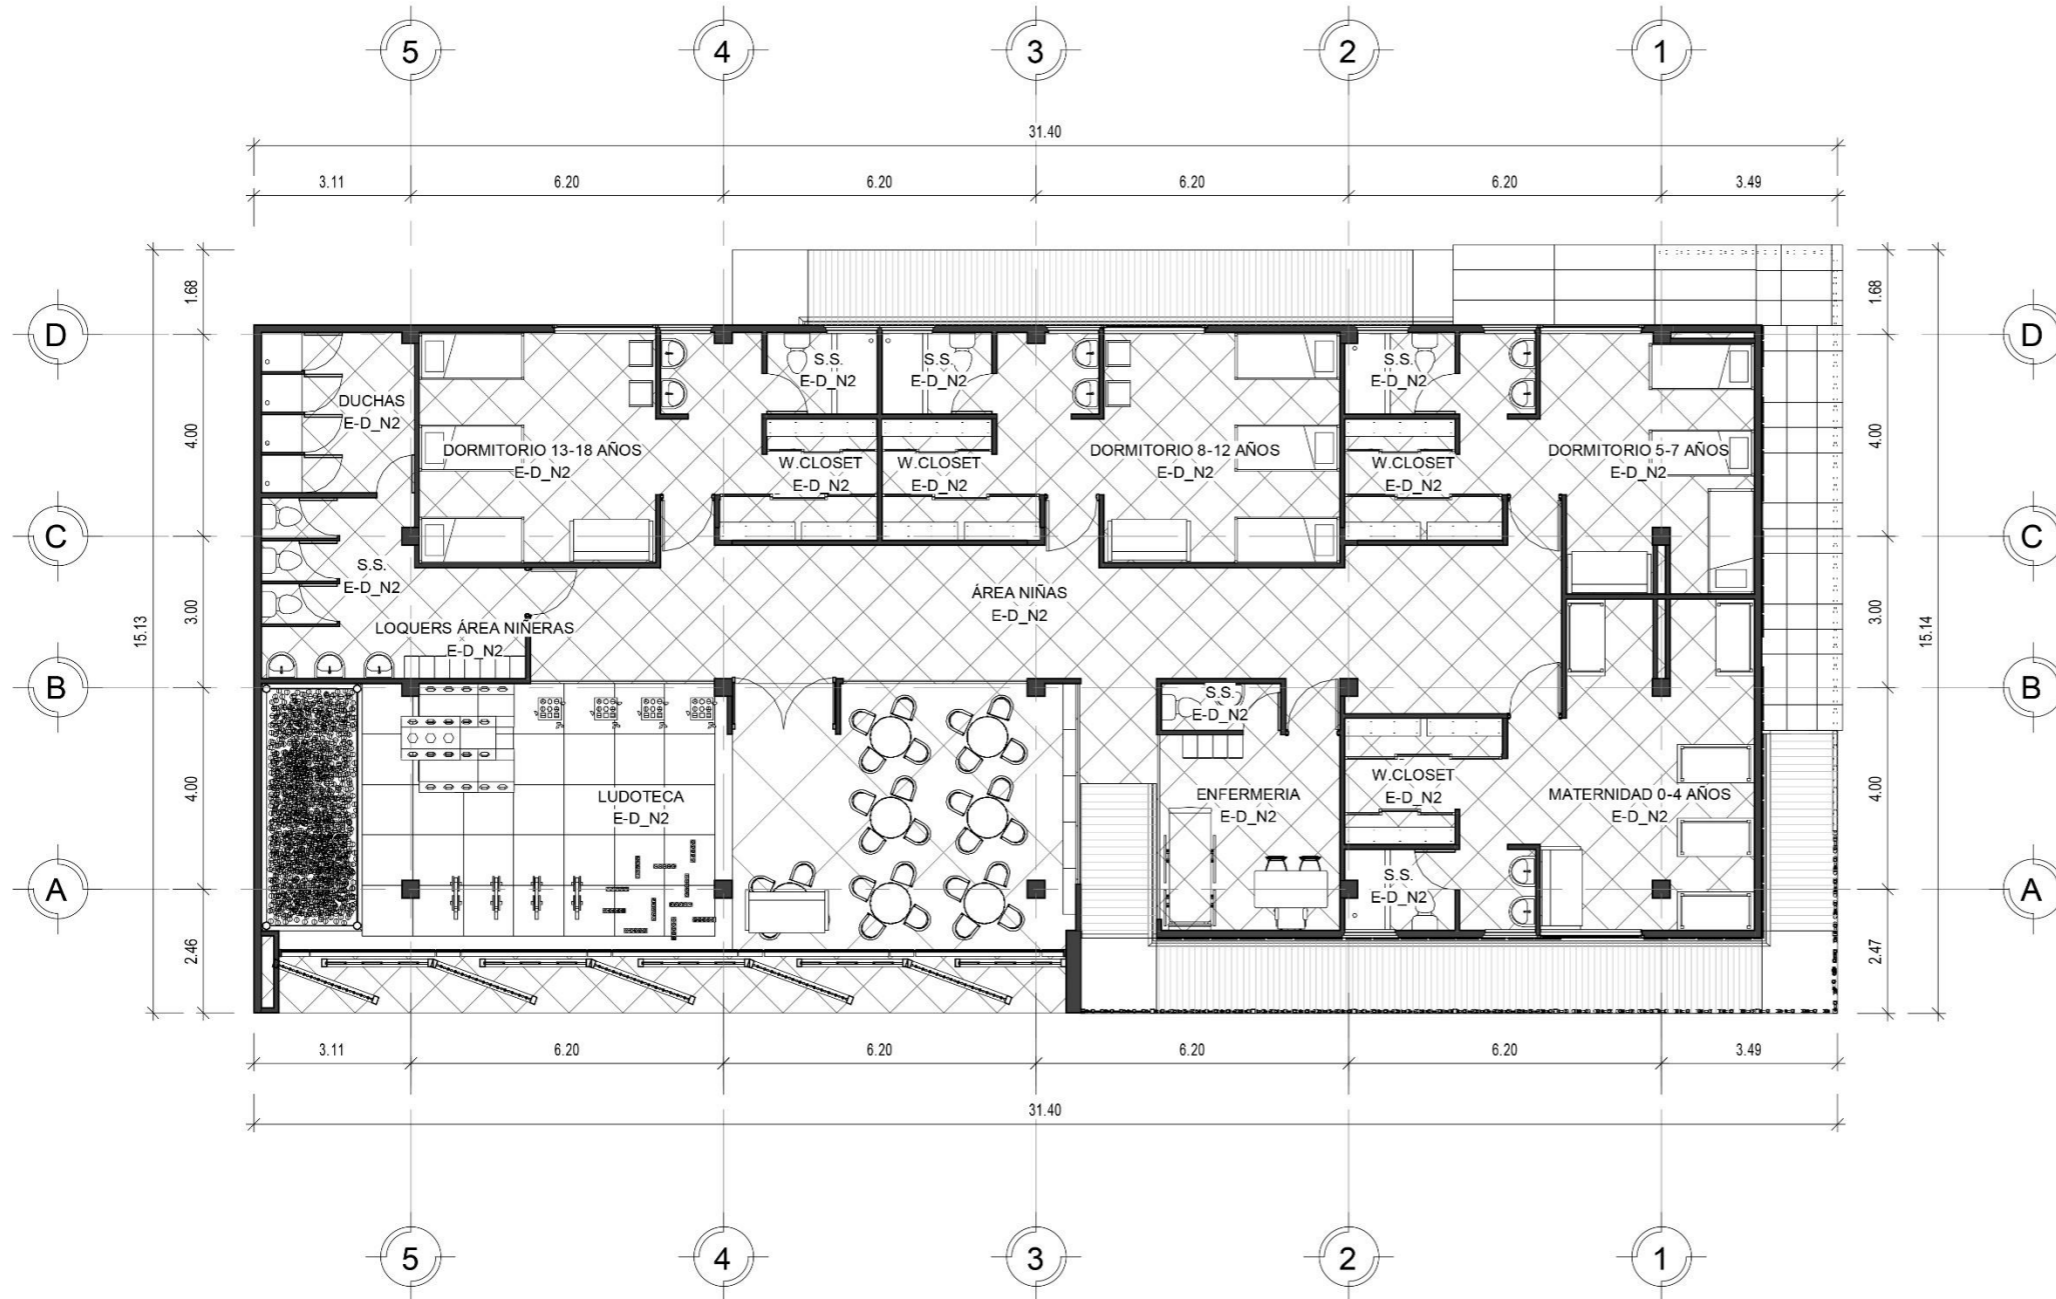 5 4 3 2 1
31.40
3.11 6.20 6.20 6.20 6.20 3.49
1.68 1.68
D D
S.S. S.S. S.S.
E-D_N2 E-D_N2 E-D_N2
DUCHAS
E-D_N2
4.00 4.00
DORMITORIO 13-18 AÑOS DORMITORIO 8-12 AÑOS DORMITORIO 5-7 AÑOS
E-D_N2 E-D_N2 E-D_N2
W.CLOSET W.CLOSET W.CLOSET
E-D_N2 E-D_N2 E-D_N2
C C
S.S.
E-D_N2
ÁREA NIÑAS
E-D_N2
3.00 3.00
15.13 15.14
LOQUERS ÁREA NIÑERAS
E-D_N2
B B
S.S.
E-D_N2
W.CLOSET
E-D_N2
4.00 4.00
LUDOTECA ENFERMERIA MATERNIDAD 0-4 AÑOS
E-D_N2 E-D_N2 E-D_N2
A A
S.S.
E-D_N2
2.46 2.47
3.11 6.20 6.20 6.20 6.20 3.49
31.40
5 4 3 2 1